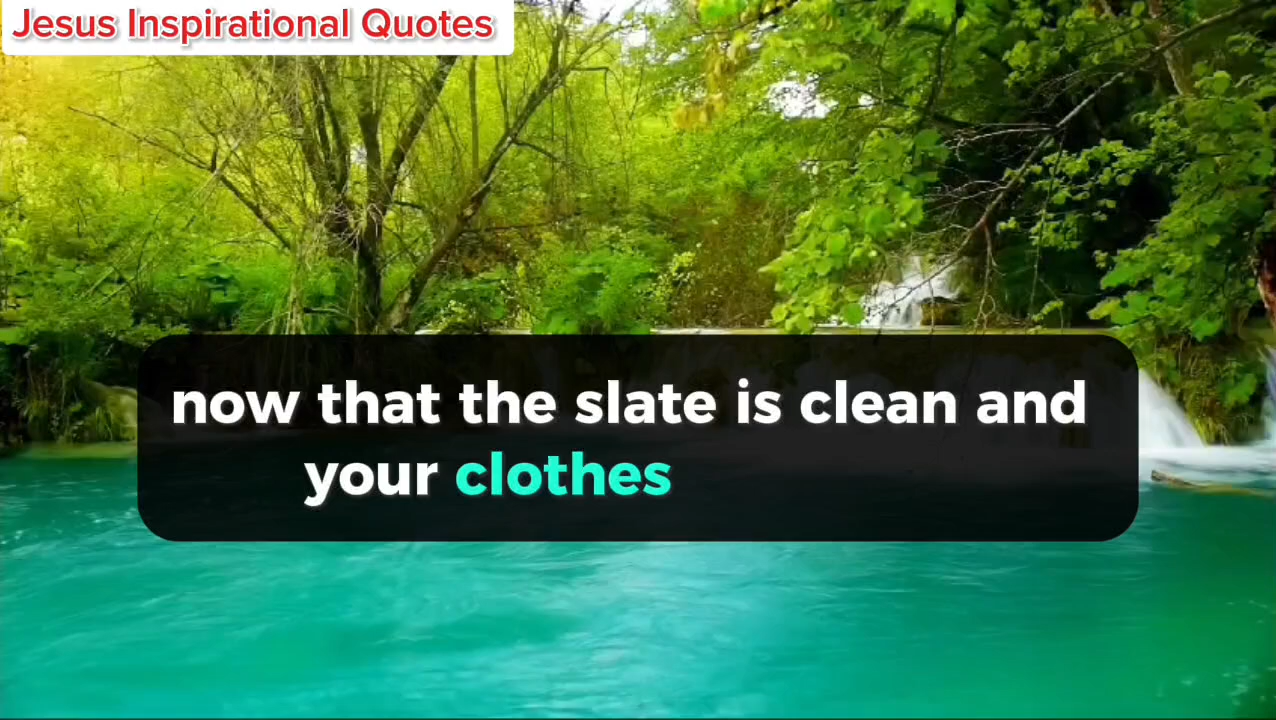 Jesus Inspirational Quotes
now that the slate is clean and
your clothes